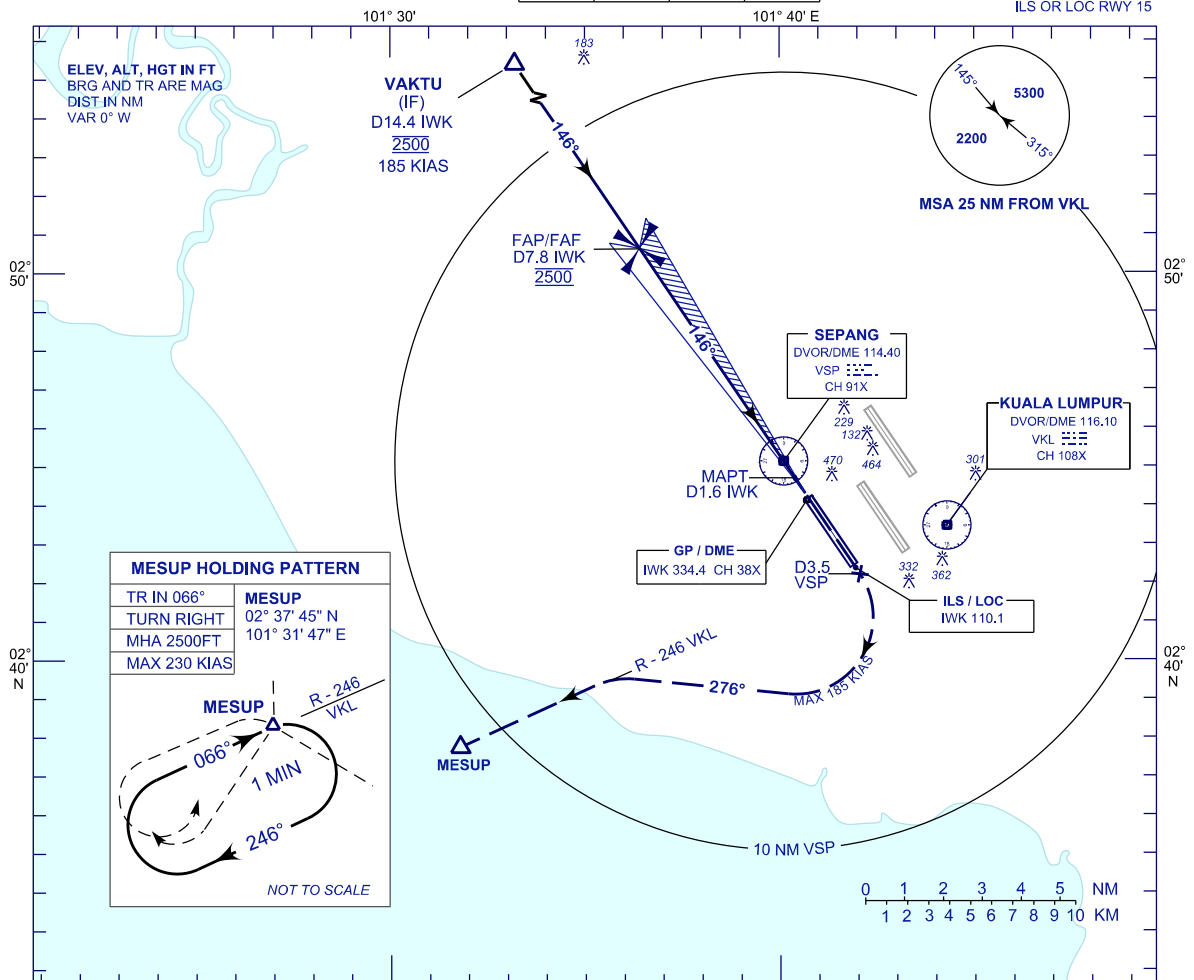 ILS OR LOC RWY 15
101° 30'
101° 40' E
ELEV, ALT, HGT IN FT
BRG AND TR ARE MAG
DIST IN NM
VAR 0° W
183
VAKTU
(IF)
D14.4 IWK
2500
185 KIAS
146°
145°
5300
2200
315°
MSA 25 NM FROM VKL
FAP/FAF
D7.8 IWK
2500
02°
50'
02°
50'
146°
SEPANG
DVOR/DME 114.40
VSP
CH 91X
KUALA LUMPUR
DVOR/DME 116.10
VKL
CH 108X
229
132
464
470
301
MAPT
D1.6 IWK
GP / DME
IWK 334.4 CH 38X
D3.5
VSP
332
362
ILS / LOC
IWK 110.1
MESUP HOLDING PATTERN
TR IN 066°
TURN RIGHT
MHA 2500FT
MAX 230 KIAS
MESUP
02° 37' 45" N
101° 31' 47" E
02°
40'
N
02°
40'
N
R - 246 VKL
276°
MAX 185 KIAS
MESUP
MESUP
R - 246
VKL
066°
1 MIN
246°
NOT TO SCALE
10 NM VSP
0 1 2 3 4 5 NM
1 2 3 4 5 6 7 8 9 10 KM